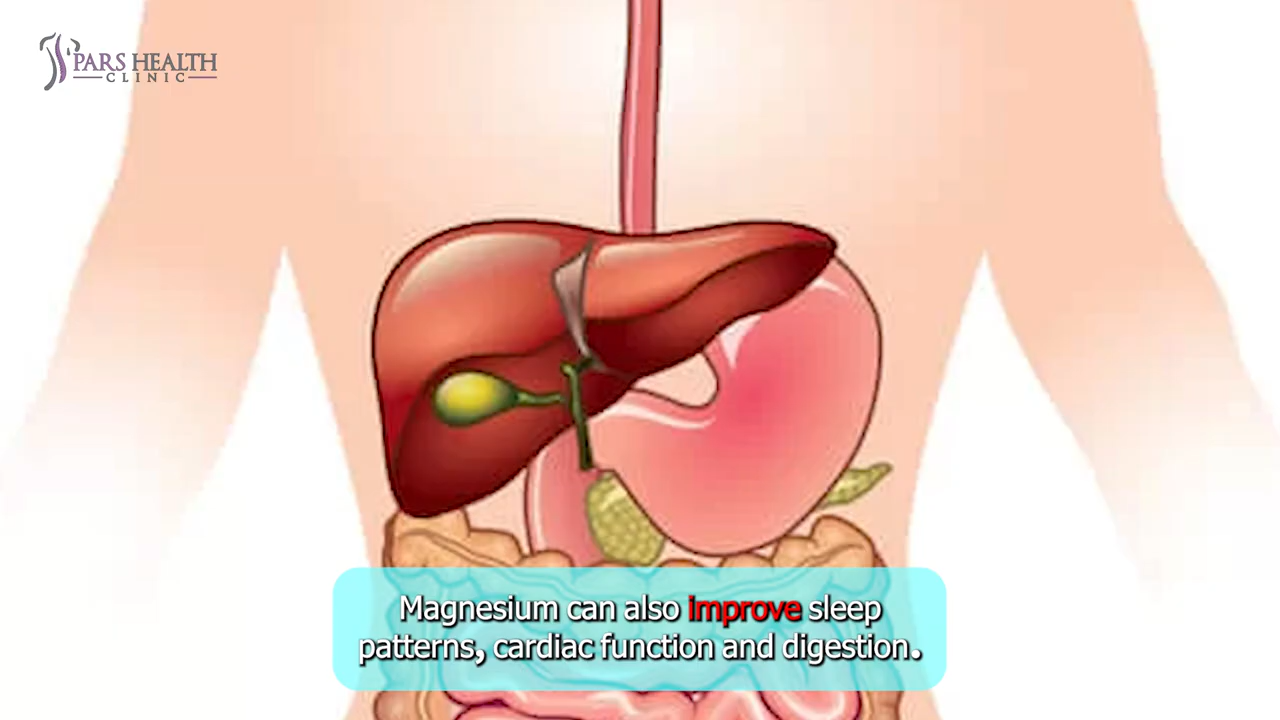 PARS HEALTH
CLINIC
Magnesium can also improve sleep
patterns, cardiac function and digestion.